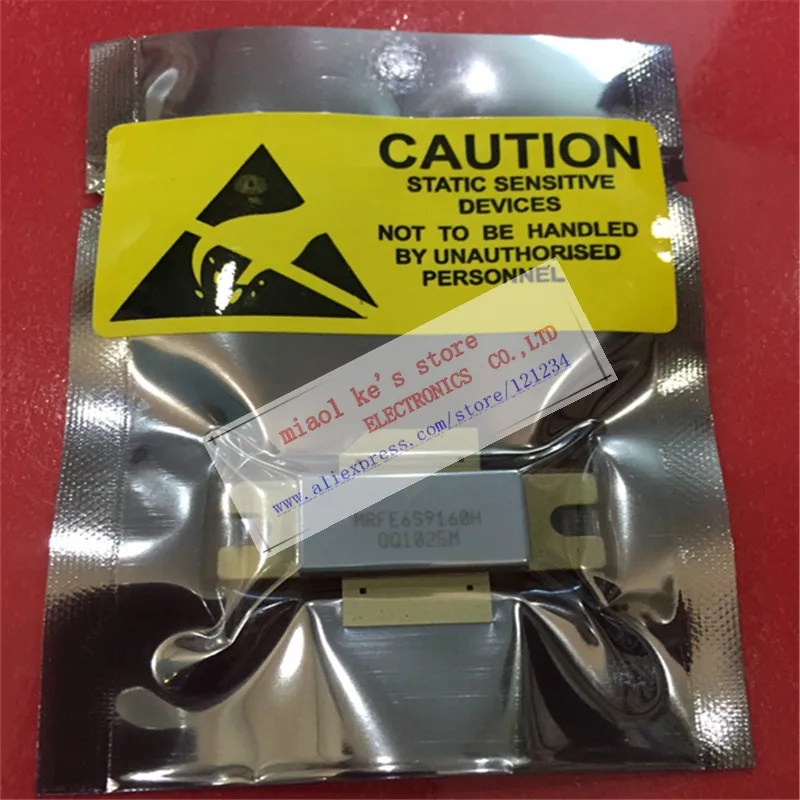 CAUTION
STATIC SENSITIVE
DEVICES
NOT TO BE HANDLED
BY UNAUTHORISED
PERSONNEL
miaol ke's store
ELECTRONICS CO.,LTD
www.aliexpress.com/store/121234
MRFE6S9160H
QQ1025M